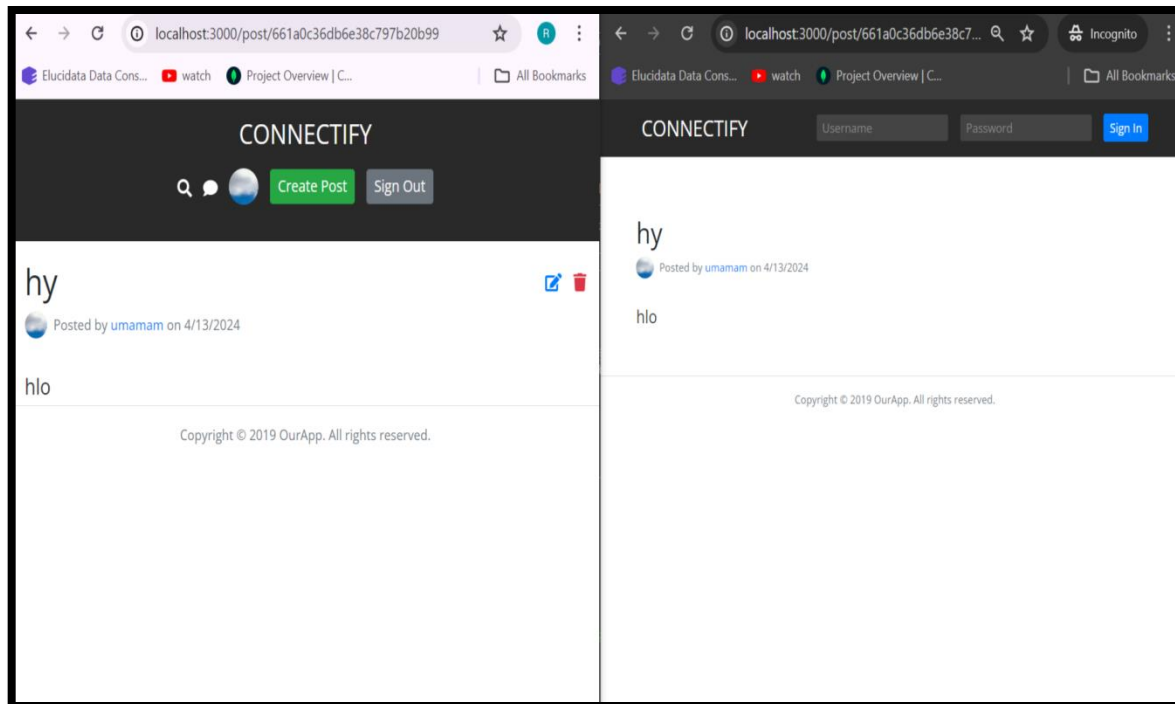 localhost:3000/post/661a0c36db6e38c797b20b99
R
Elucidata Data Cons... watch Project Overview | C... All Bookmarks
CONNECTIFY
Create Post Sign Out
hy
Posted by umamam on 4/13/2024
hlo
Copyright © 2019 OurApp. All rights reserved.
localhost:3000/post/661a0c36db6e38c7... Incognito
Elucidata Data Cons... watch Project Overview | C... All Bookmarks
CONNECTIFY Username Password Sign In
hy
Posted by umamam on 4/13/2024
hlo
Copyright © 2019 OurApp. All rights reserved.